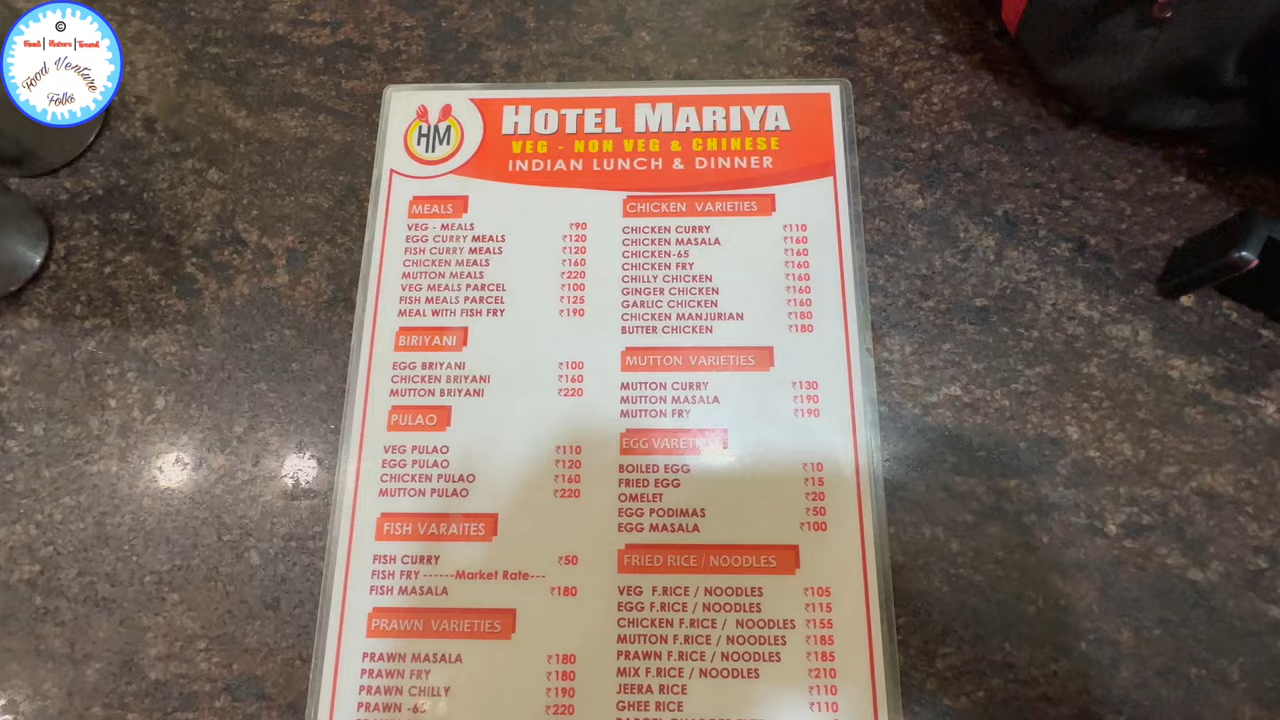 ©
Food | Nature | Travel
Food Venture
Folks
HM
HOTEL MARIYA
VEG - NON VEG & CHINESE
INDIAN LUNCH & DINNER
MEALS
VEG - MEALS ₹90
EGG CURRY MEALS ₹120
FISH CURRY MEALS ₹120
CHICKEN MEALS ₹160
MUTTON MEALS ₹220
VEG MEALS PARCEL ₹100
FISH MEALS PARCEL ₹125
MEAL WITH FISH FRY ₹190
BIRIYANI
EGG BRIYANI ₹100
CHICKEN BRIYANI ₹160
MUTTON BRIYANI ₹220
PULAO
VEG PULAO ₹110
EGG PULAO ₹120
CHICKEN PULAO ₹160
MUTTON PULAO ₹220
FISH VARAITES
FISH CURRY ₹50
FISH FRY ------Market Rate---
FISH MASALA ₹180
PRAWN VARIETIES
PRAWN MASALA ₹180
PRAWN FRY ₹180
PRAWN CHILLY ₹190
PRAWN -65 ₹220
CHICKEN VARIETIES
CHICKEN CURRY ₹110
CHICKEN MASALA ₹160
CHICKEN-65 ₹160
CHICKEN FRY ₹160
CHILLY CHICKEN ₹160
GINGER CHICKEN ₹160
GARLIC CHICKEN ₹160
CHICKEN MANJURIAN ₹180
BUTTER CHICKEN ₹180
MUTTON VARIETIES
MUTTON CURRY ₹130
MUTTON MASALA ₹190
MUTTON FRY ₹190
EGG VARETIES
BOILED EGG ₹10
FRIED EGG ₹15
OMELET ₹20
EGG PODIMAS ₹50
EGG MASALA ₹100
FRIED RICE / NOODLES
VEG F.RICE / NOODLES ₹105
EGG F.RICE / NOODLES ₹115
CHICKEN F.RICE / NOODLES ₹155
MUTTON F.RICE / NOODLES ₹185
PRAWN F.RICE / NOODLES ₹185
MIX F.RICE / NOODLES ₹210
JEERA RICE ₹110
GHEE RICE ₹110